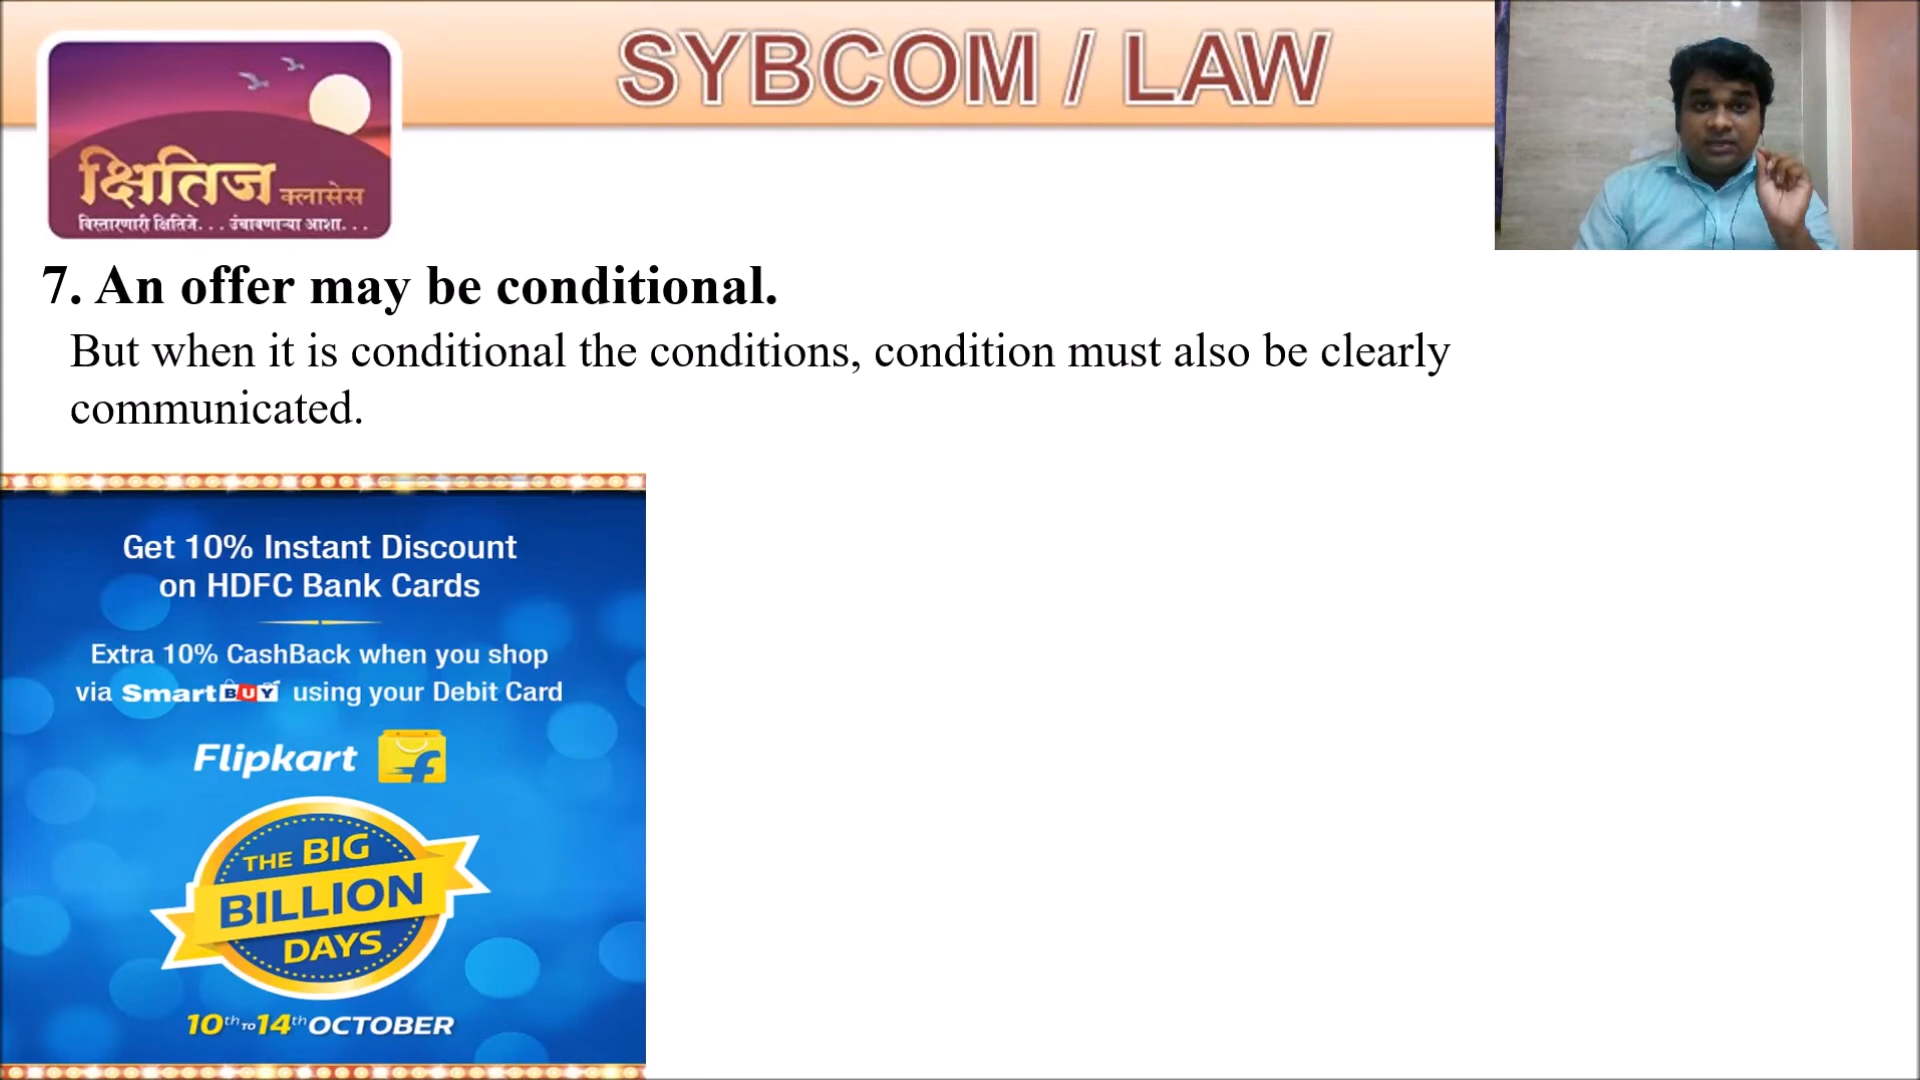 SYBCOM / LAW
क्षितिज क्लासेस
विस्तारणारी क्षितिजे. . . उंचावणाऱ्या आशा. . .
7. An offer may be conditional.
But when it is conditional the conditions, condition must also be clearly
communicated.
Get 10% Instant Discount
on HDFC Bank Cards
Extra 10% CashBack when you shop
via SmartBUY using your Debit Card
Flipkart
THE BIG
BILLION
DAYS
10th TO 14th OCTOBER